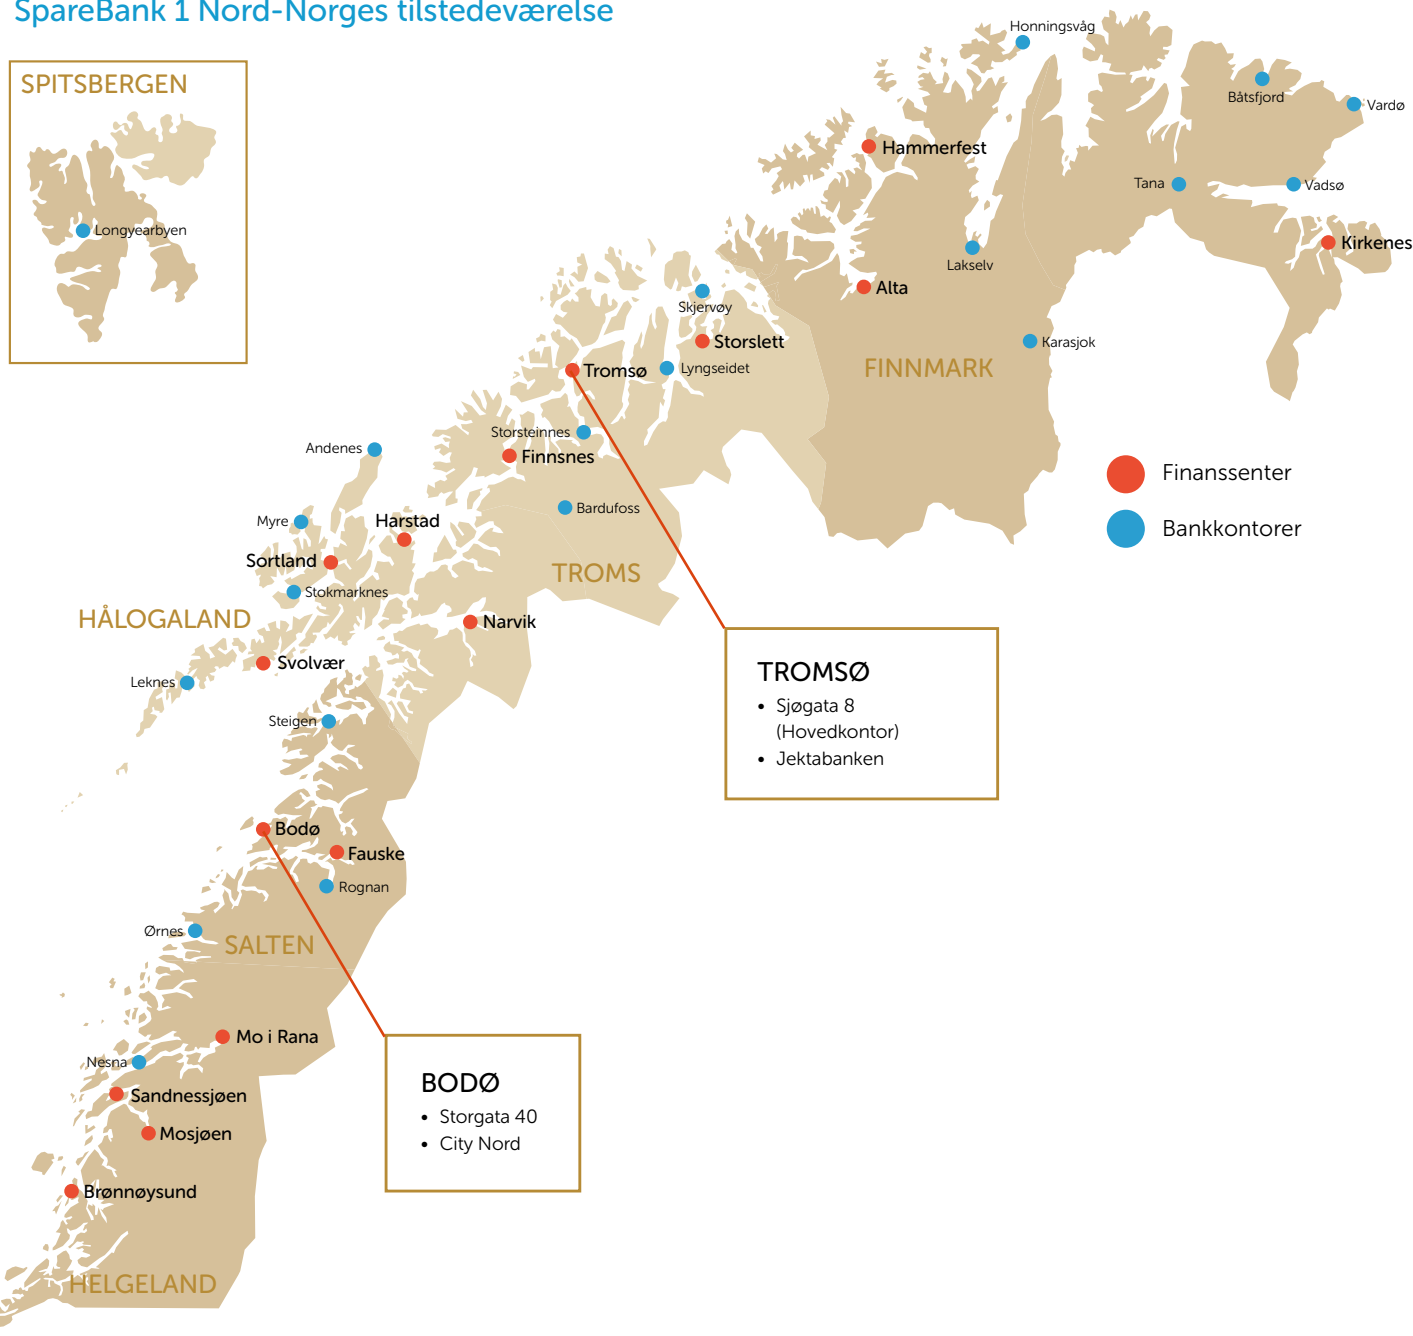 SpareBank 1 Nord-Norges tilstedeværelse
Honningsvåg
SPITSBERGEN
Båtsfjord
Vardø
Hammerfest
Tana
Vadsø
Longyearbyen
Kirkenes
Lakselv
Alta
Skjervøy
Storslett
Karasjok
Tromsø
Lyngseidet
FINNMARK
Storsteinnes
Andenes
Finnsnes
Finanssenter
Bardufoss
Myre
Harstad
Bankkontorer
Sortland
TROMS
Stokmarknes
HÅLOGALAND
Narvik
Svolvær
TROMSØ
• Sjøgata 8
(Hovedkontor)
• Jektabanken
Leknes
Steigen
Bodø
Fauske
Rognan
Ørnes
SALTEN
Mo i Rana
Nesna
BODØ
• Storgata 40
• City Nord
Sandnessjøen
Mosjøen
Brønnøysund
HELGELAND